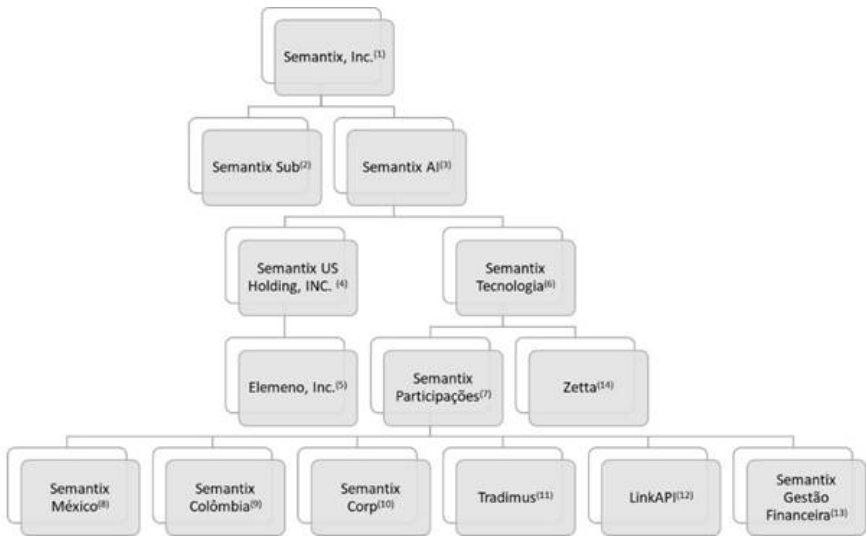 Semantix, Inc.(1)
Semantix Sub(2)
Semantix AI(3)
Semantix US
Holding, INC. (4)
Semantix
Tecnologia(6)
Elemeno, Inc.(5)
Semantix
Participações(7)
Zetta(14)
Semantix
México(8)
Semantix
Colômbia(9)
Semantix
Corp(10)
Tradimus(11)
LinkAPI(12)
Semantix
Gestão
Financeira(13)